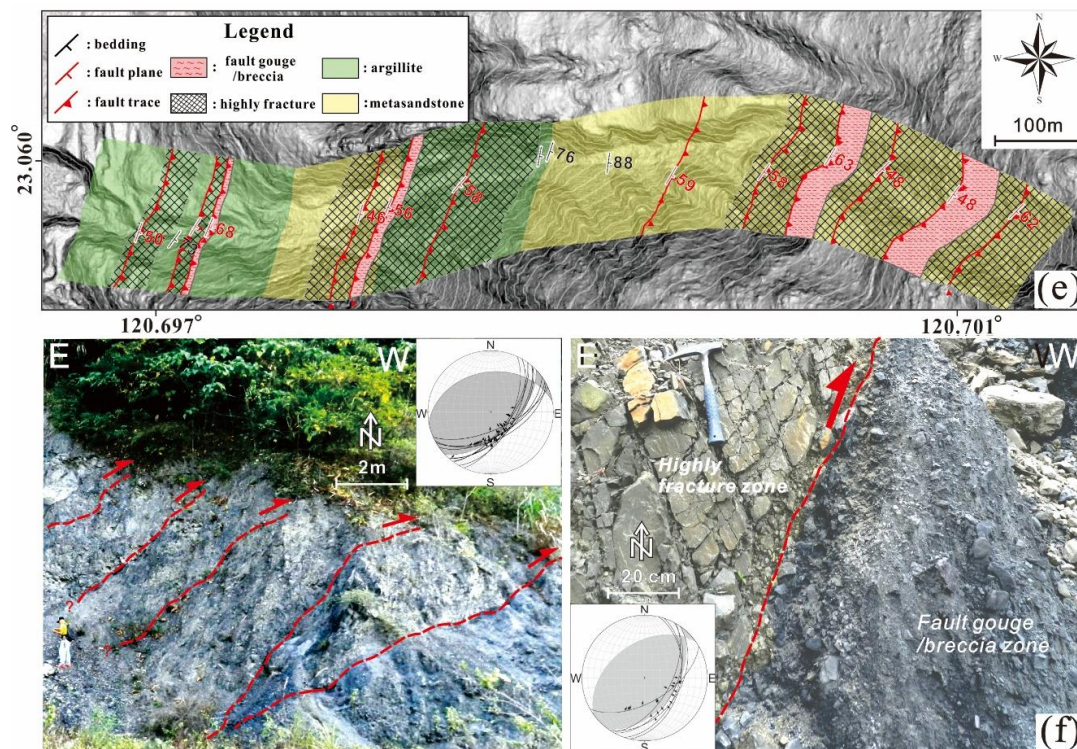 Legend
: bedding
: fault plane
: fault trace
: fault gouge
/breccia
: highly fracture
: argillite
: metasandstone
N
W
E
S
100m
23.060°
76
88
50
68
46
56
58
59
58
63
48
48
62
(e)
120.697°
120.701°
E
W
N
2m
N
W
E
S
?
?
E
W
Highly
fracture zone
N
20 cm
Fault gouge
/breccia zone
N
W
E
S
(f)